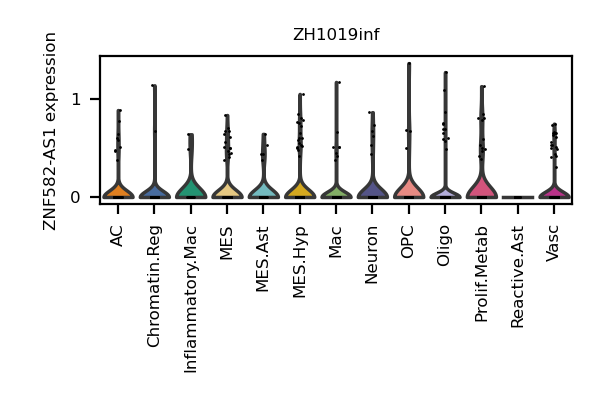 ZH1019inf
ZNF582-AS1 expression
1
0
AC
Chromatin.Reg
Inflammatory.Mac
MES
MES.Ast
MES.Hyp
Mac
Neuron
OPC
Oligo
Prolif.Metab
Reactive.Ast
Vasc